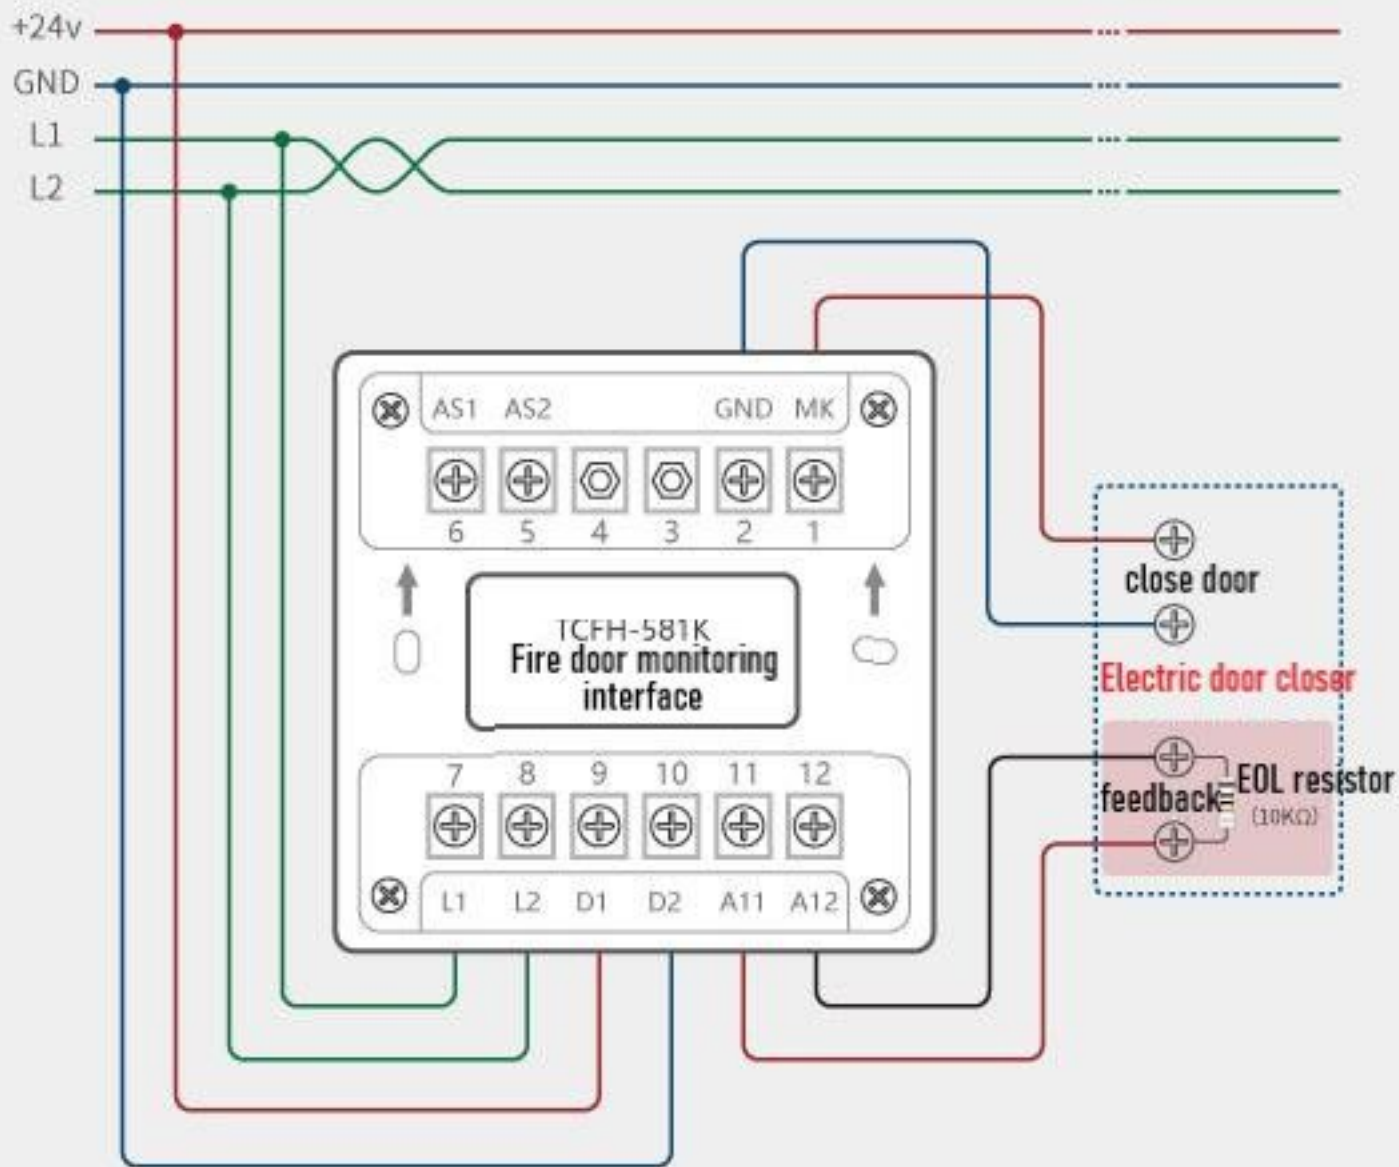 +24v
GND
L1
L2
AS1 AS2 GND MK
6 5 4 3 2 1
close door
TCFH-581K
Fire door monitoring
interface
Electric door closer
7 8 9 10 11 12
EOL resistor
feedback
(10KΩ)
L1 L2 D1 D2 A11 A12